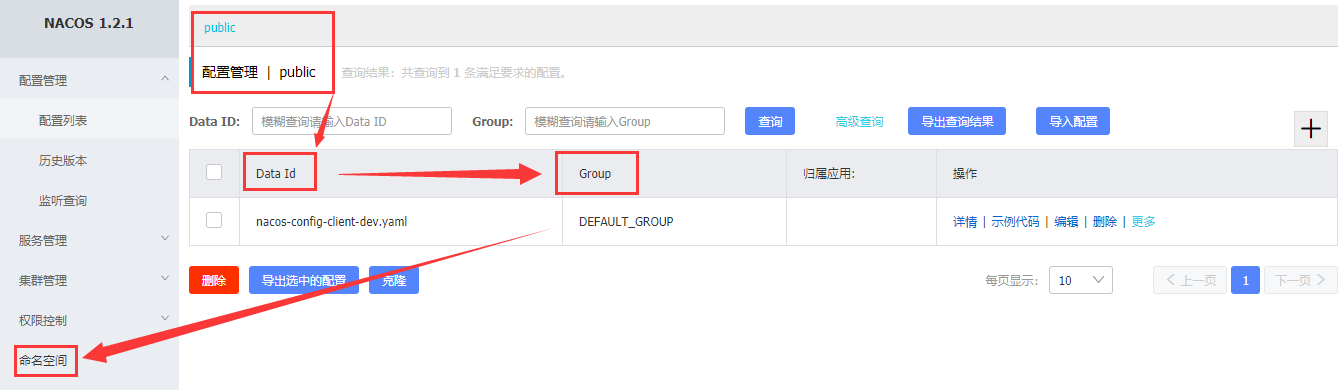 NACOS 1.2.1
配置管理
配置列表
历史版本
监听查询
服务管理
集群管理
权限控制
命名空间
public
配置管理 | public 查询结果：共查询到 1 条满足要求的配置。
Data ID: 模糊查询请输入Data ID Group: 模糊查询请输入Group 查询 高级查询 导出查询结果 导入配置
Data Id Group 归属应用: 操作
nacos-config-client-dev.yaml DEFAULT_GROUP 详情 | 示例代码 | 编辑 | 删除 | 更多
删除 导出选中的配置 克隆 每页显示: 10 上一页 1 下一页